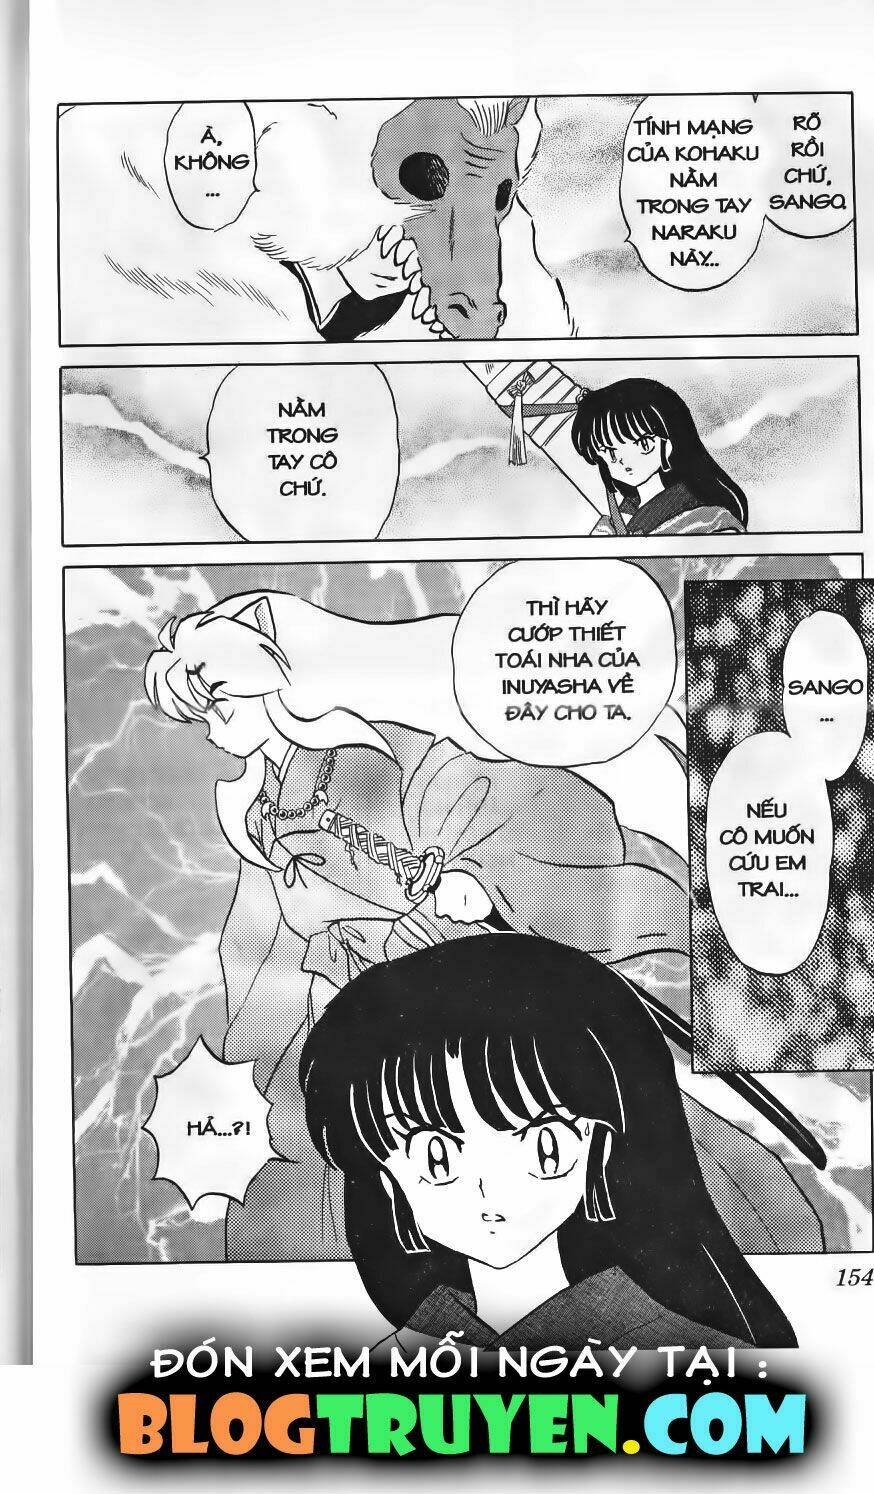 RÕ
RỒI
CHỨ,
SANGO.
TÍNH MẠNG
CỦA KOHAKU
NẰM
TRONG TAY
NARAKU
NÀY...
À,
KHÔNG
...
NẰM
TRONG
TAY CÔ
CHỨ.
SANGO
...
NẾU
CÔ MUỐN
CỨU EM
TRAI...
THÌ HÃY
CƯỚP THIẾT
TOÁI NHA CỦA
INUYASHA VỀ
ĐÂY CHO TA.
HẢ...?!
154
ĐÓN XEM MỖI NGÀY TẠI :
BLOGTRUYEN.COM